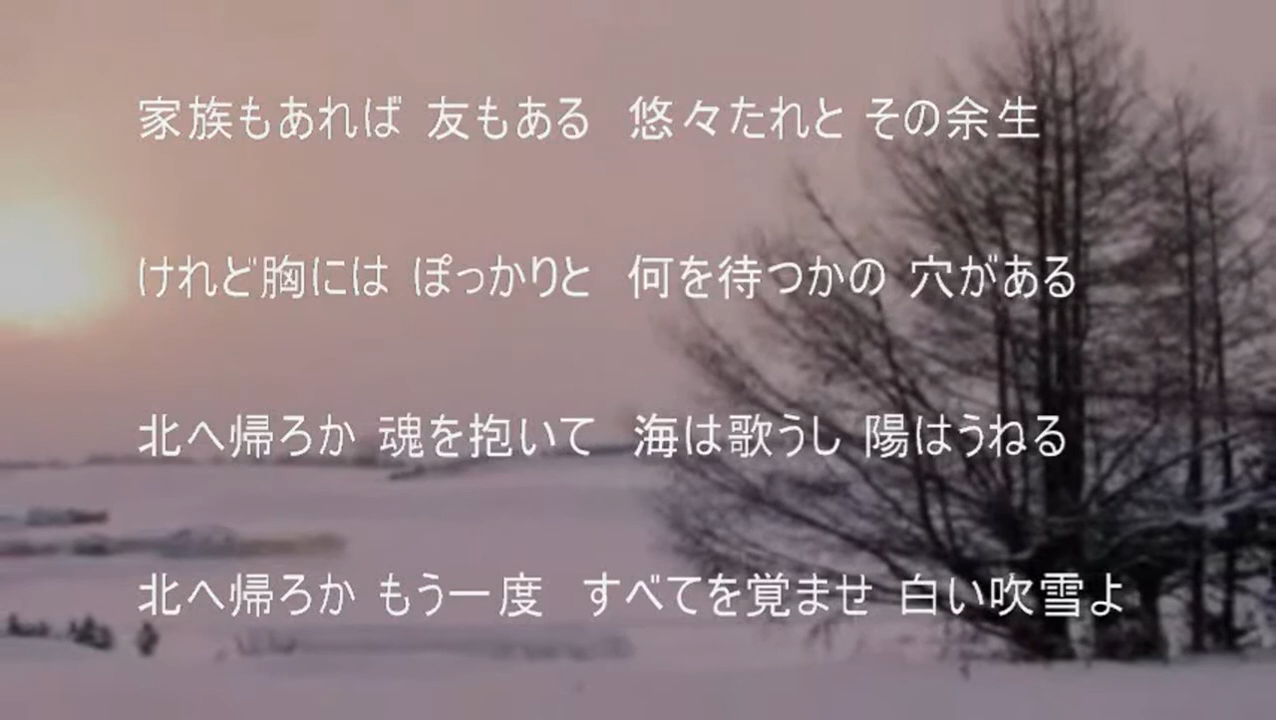 家族もあれば 友もある　悠々たれと その余生
けれど胸には ぽっかりと　何を待つかの 穴がある
北へ帰ろか 魂を抱いて　海は歌うし 陽はうねる
北へ帰ろか もう一度　すべてを覚ませ 白い吹雪よ